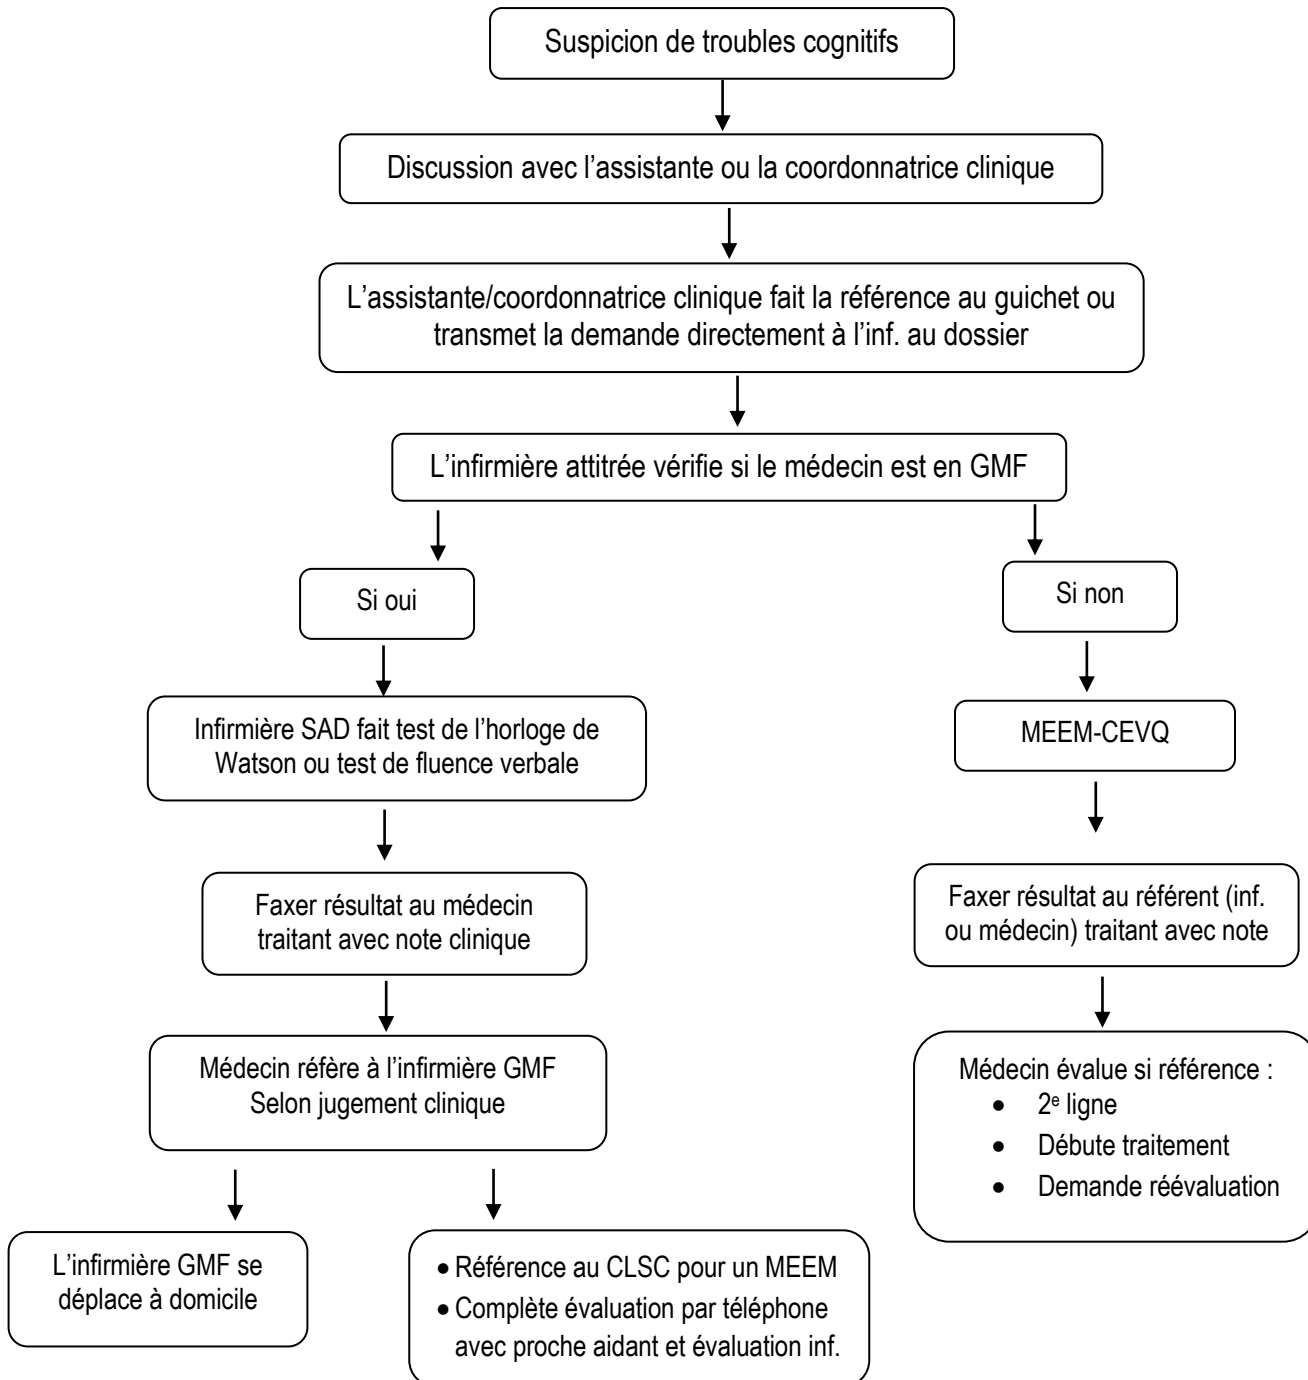 Suspicion de troubles cognitifs
Discussion avec l’assistante ou la coordonnatrice clinique
L’assistante/coordonnatrice clinique fait la référence au guichet ou
transmet la demande directement à l’inf. au dossier
L’infirmière attitrée vérifie si le médecin est en GMF
Si oui
Infirmière SAD fait test de l’horloge de
Watson ou test de fluence verbale
Faxer résultat au médecin
traitant avec note clinique
Médecin réfère à l’infirmière GMF
Selon jugement clinique
L’infirmière GMF se
déplace à domicile
• Référence au CLSC pour un MEEM
• Complète évaluation par téléphone
avec proche aidant et évaluation inf.
Si non
MEEM-CEVQ
Faxer résultat au référent (inf.
ou médecin) traitant avec note
Médecin évalue si référence :
• 2e ligne
• Débute traitement
• Demande réévaluation